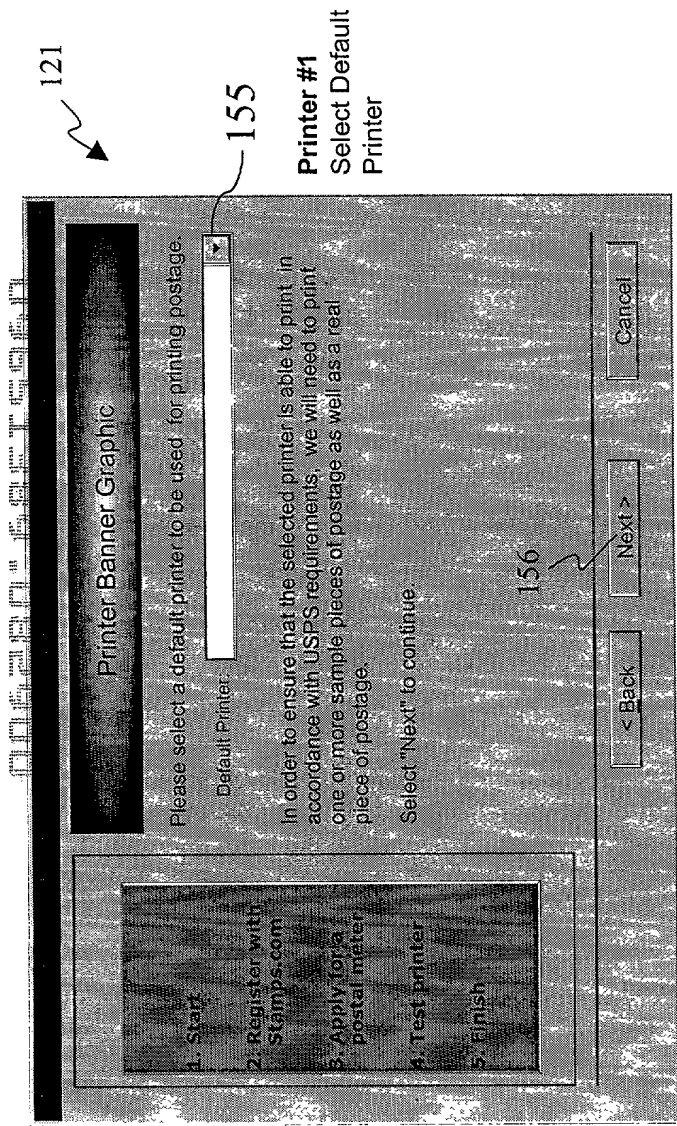 121
Printer Banner Graphic
Please select a default printer to be used for printing postage.
Default Printer:
155
In order to ensure that the selected printer is able to print in
accordance with USPS requirements, we will need to print
one or more sample pieces of postage as well as a real
piece of postage.
Select "Next" to continue.
1. Start
2. Register with
Stamps.com
3. Apply for a
postal meter
4. Test printer
5. Finish
156
< Back
Next >
Cancel
Printer #1
Select Default
Printer